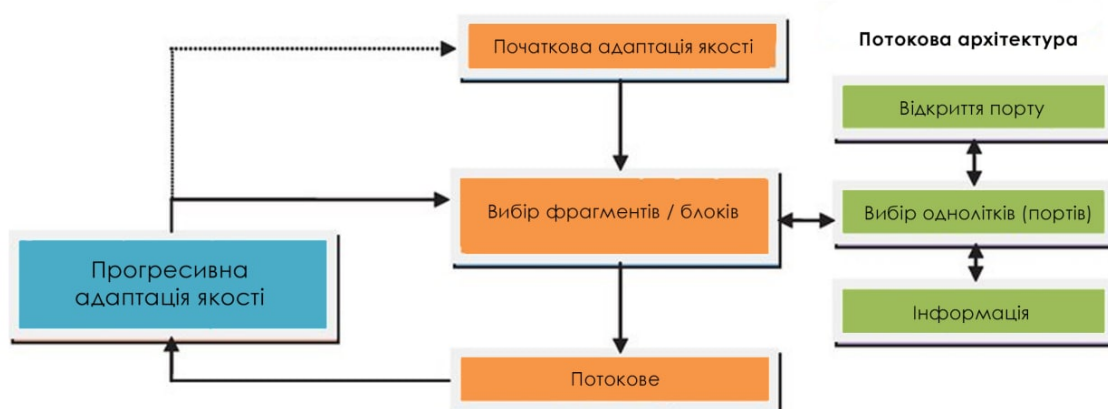 Початкова адаптація якості
Потокова архітектура
Відкриття порту
Вибір фрагментів / блоків
Вибір однолітків (портів)
Прогресивна
адаптація якості
Інформація
Потокове